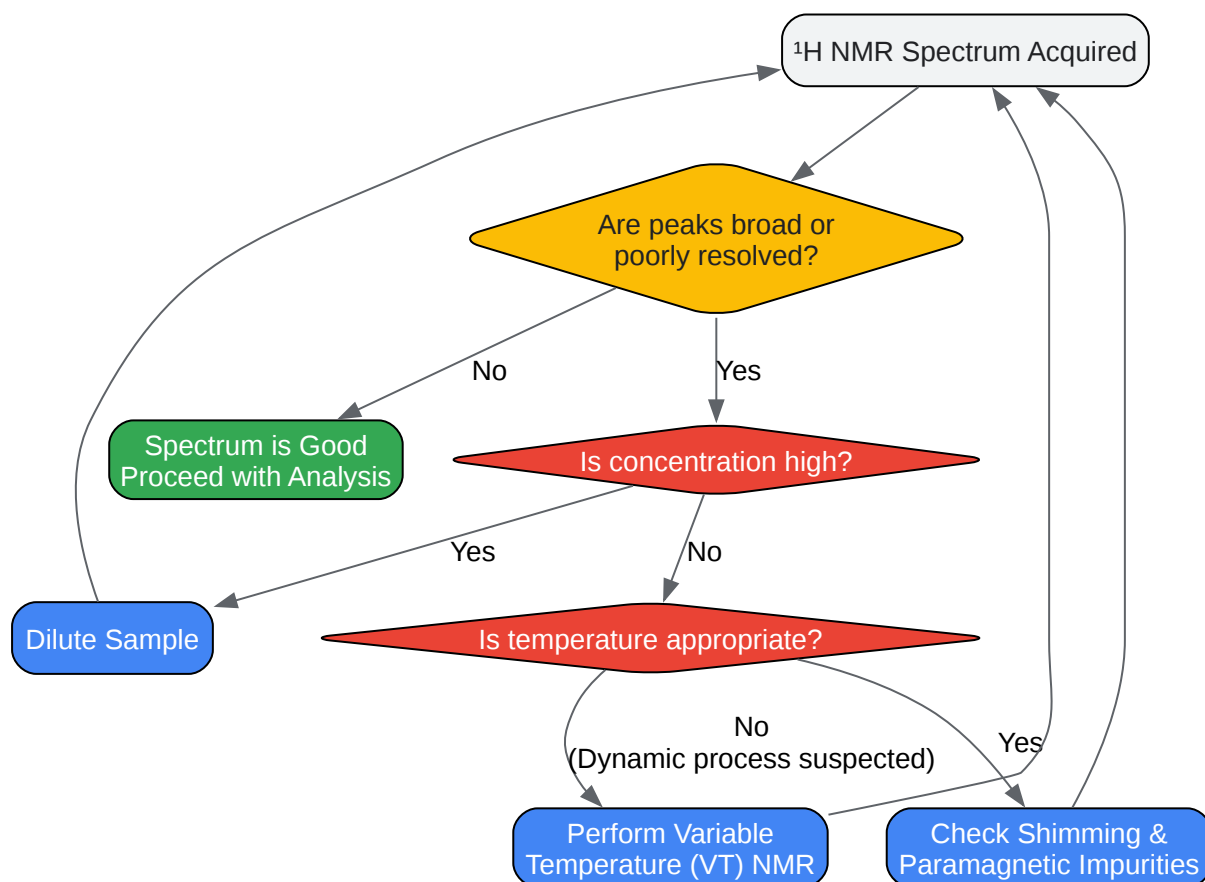 ¹H NMR Spectrum Acquired
Are peaks broad or
poorly resolved?
No
Yes
Spectrum is Good
Proceed with Analysis
Is concentration high?
Yes
No
Dilute Sample
Is temperature appropriate?
No
(Dynamic process suspected)
Yes
Perform Variable
Temperature (VT) NMR
Check Shimming &
Paramagnetic Impurities